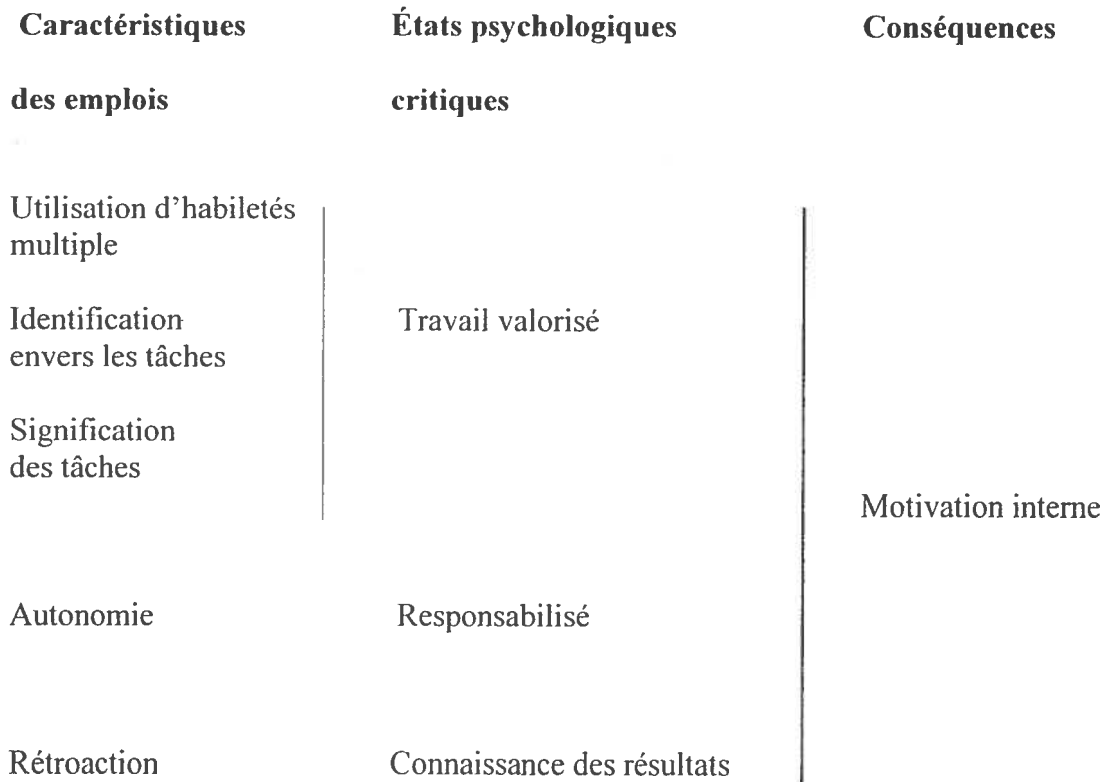 Caractéristiques
des emplois
États psychologiques
critiques
Conséquences
Utilisation d'habiletés
multiple
Identification
envers les tâches
Travail valorisé
Signification
des tâches
Motivation interne
Autonomie
Responsabilisé
Rétroaction
Connaissance des résultats